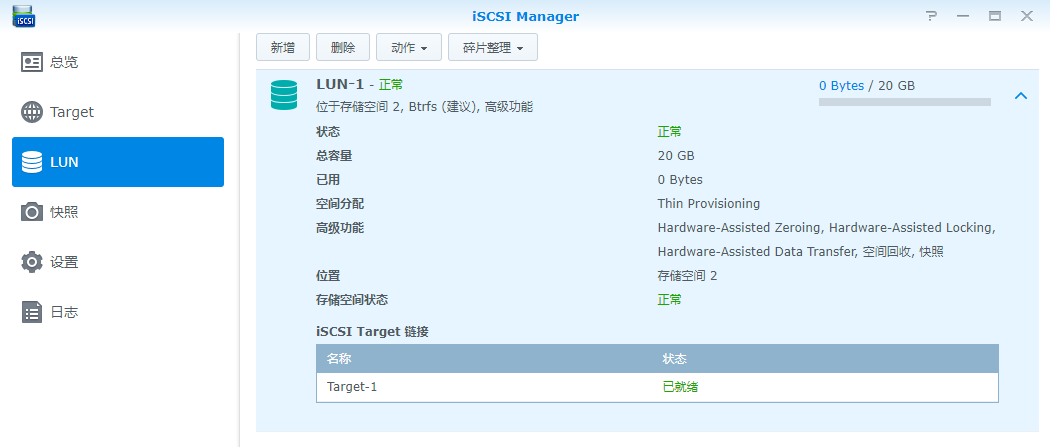 iSCSI
iSCSI Manager
总览
Target
LUN
快照
设置
日志
新增 删除 动作 碎片整理
LUN-1 - 正常
0 Bytes / 20 GB
位于存储空间 2, Btrfs (建议), 高级功能
状态 正常
总容量 20 GB
已用 0 Bytes
空间分配 Thin Provisioning
高级功能 Hardware-Assisted Zeroing, Hardware-Assisted Locking,
Hardware-Assisted Data Transfer, 空间回收, 快照
位置 存储空间 2
存储空间状态 正常
iSCSI Target 链接
名称 状态
Target-1 已就绪